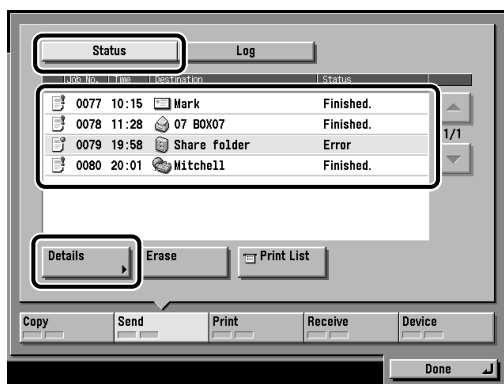 Status Log
Job No. Time Destination Status
0077 10:15 Mark Finished.
0078 11:28 07 BOX07 Finished.
0079 19:58 Share folder Error
0080 20:01 Mitchell Finished.
1/1
Details Erase Print List
Copy Send Print Receive Device
Done